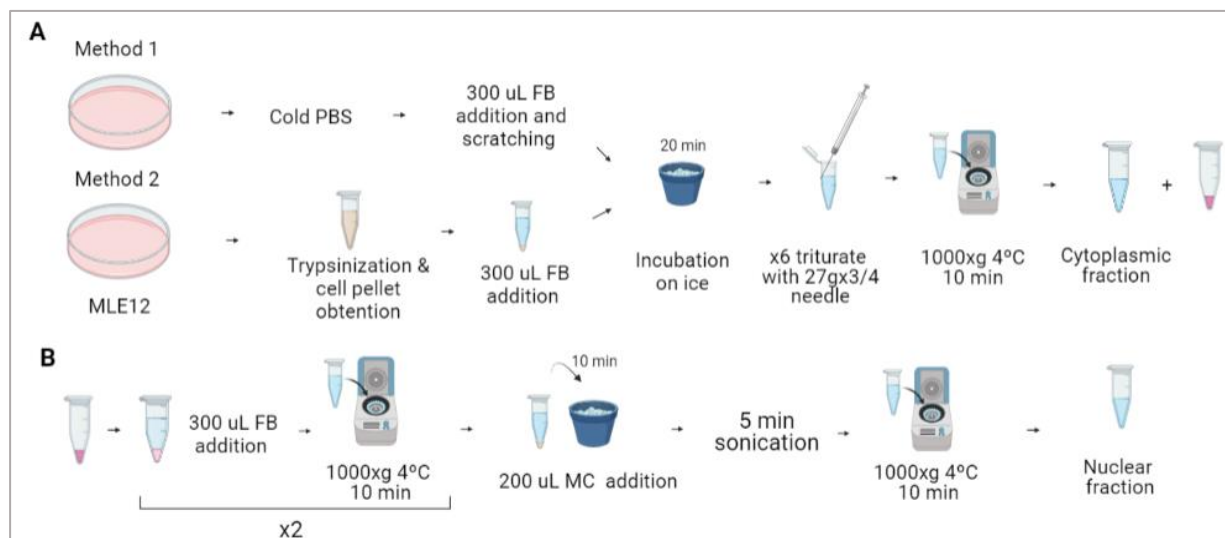 A
Method 1
Cold PBS
300 uL FB
addition and
scratching
Method 2
MLE12
Trypsinization &
cell pellet
obtention
300 uL FB
addition
20 min
Incubation
on ice
x6 triturate
with 27gx3/4
needle
1000xg 4ºC
10 min
+
Cytoplasmic
fraction
B
300 uL FB
addition
1000xg 4ºC
10 min
x2
10 min
200 uL MC addition
5 min
sonication
1000xg 4ºC
10 min
Nuclear
fraction